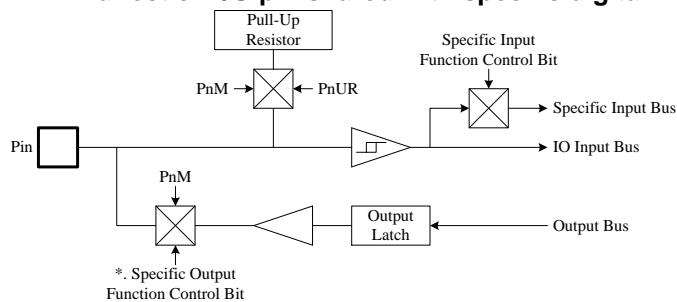 Pull-Up
Resistor
Specific Input
Function Control Bit
PnM
PnUR
Specific Input Bus
Pin
IO Input Bus
PnM
Output
Latch
Output Bus
*. Specific Output
Function Control Bit